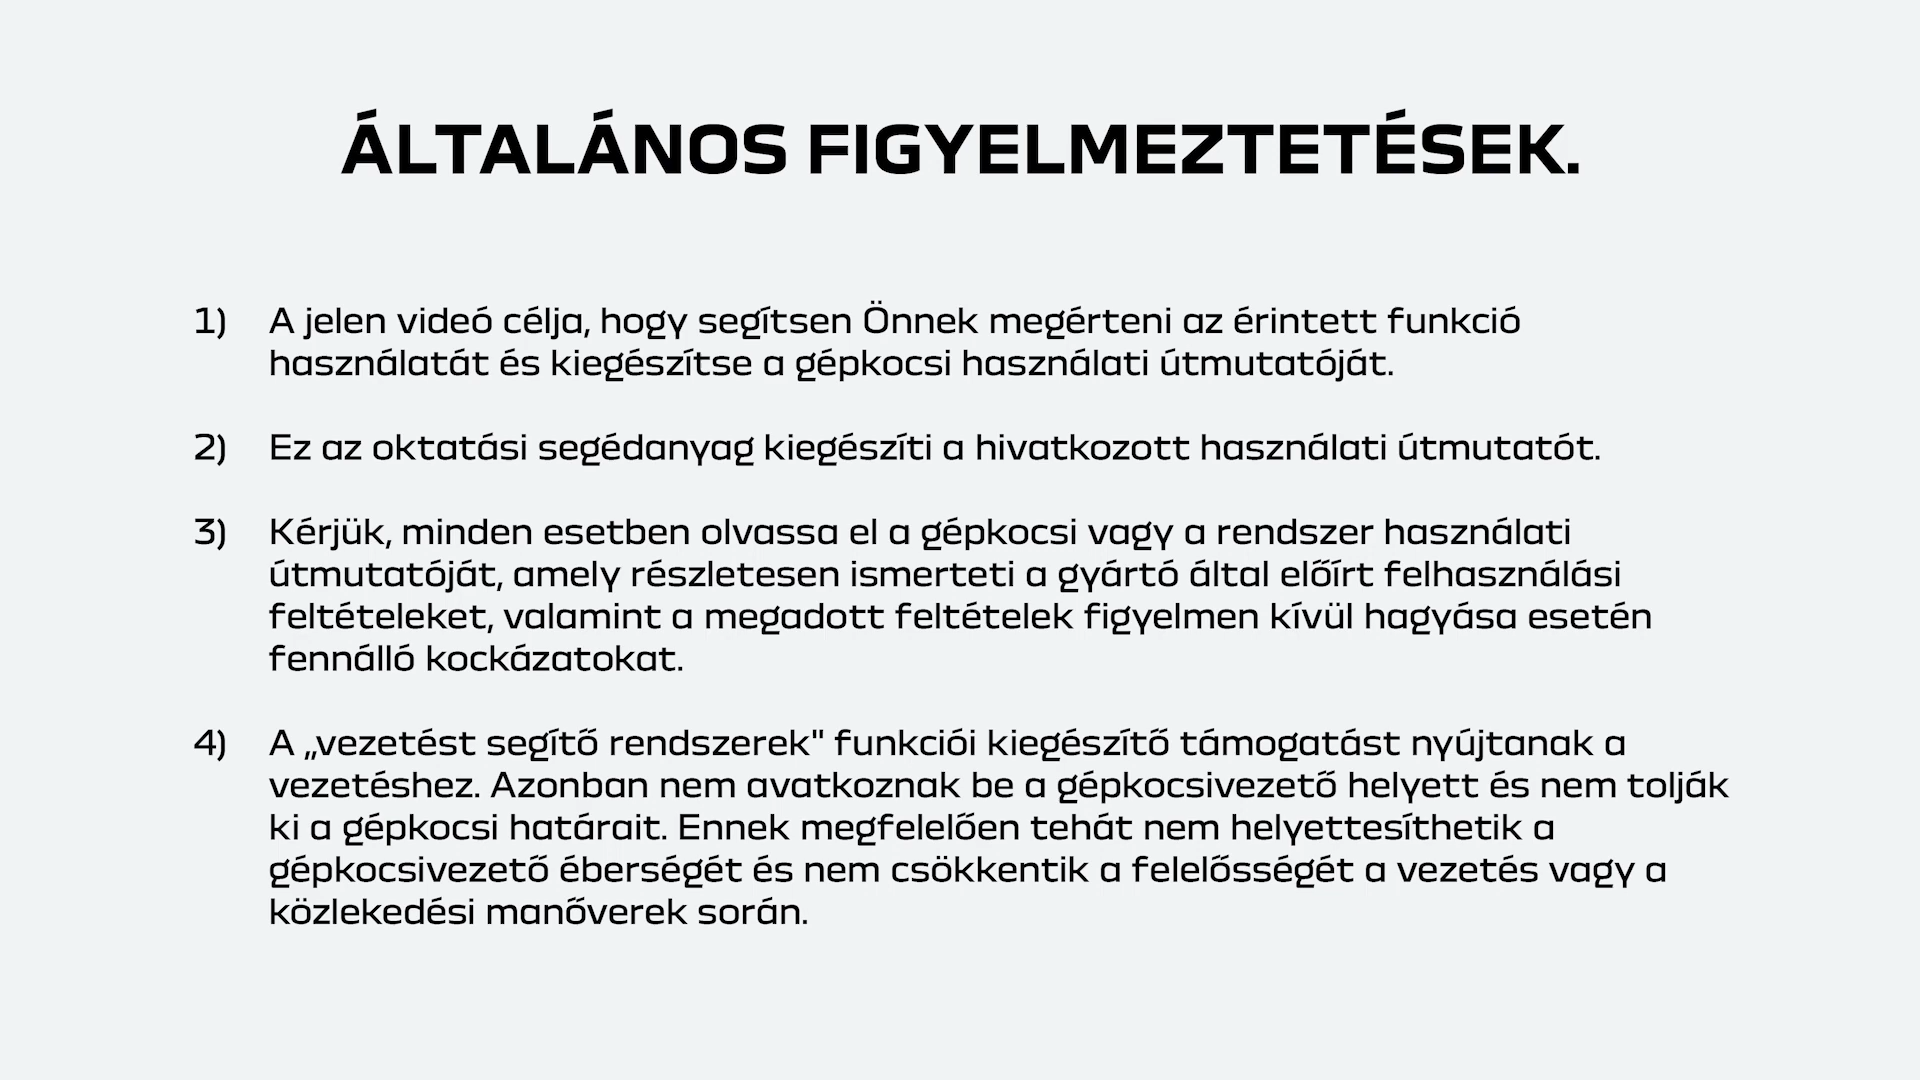 ÁLTALÁNOS FIGYELMEZTETÉSEK.
1) A jelen videó célja, hogy segítsen Önnek megérteni az érintett funkció
használatát és kiegészítse a gépkocsi használati útmutatóját.
2) Ez az oktatási segédanyag kiegészíti a hivatkozott használati útmutatót.
3) Kérjük, minden esetben olvassa el a gépkocsi vagy a rendszer használati
útmutatóját, amely részletesen ismerteti a gyártó által előírt felhasználási
feltételeket, valamint a megadott feltételek figyelmen kívül hagyása esetén
fennálló kockázatokat.
4) A „vezetést segítő rendszerek" funkciói kiegészítő támogatást nyújtanak a
vezetéshez. Azonban nem avatkoznak be a gépkocsivezető helyett és nem tolják
ki a gépkocsi határait. Ennek megfelelően tehát nem helyettesíthetik a
gépkocsivezető éberségét és nem csökkentik a felelősségét a vezetés vagy a
közlekedési manőverek során.